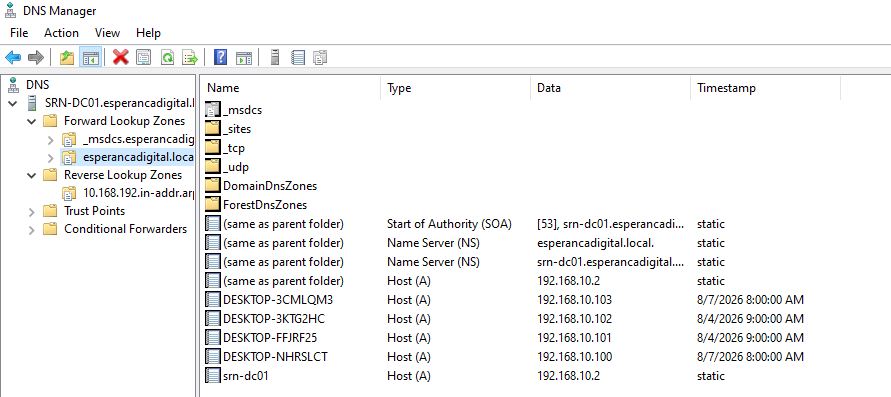 DNS Manager
File Action View Help
DNS
SRN-DC01.esperancadigital.l
Forward Lookup Zones
_msdcs.esperancadig
esperancadigital.loca
Reverse Lookup Zones
10.168.192.in-addr.arp
Trust Points
Conditional Forwarders
Name Type Data Timestamp
_msdcs
_sites
_tcp
_udp
DomainDnsZones
ForestDnsZones
(same as parent folder) Start of Authority (SOA) [53], srn-dc01.esperancadi... static
(same as parent folder) Name Server (NS) esperancadigital.local. static
(same as parent folder) Name Server (NS) srn-dc01.esperancadigital.... static
(same as parent folder) Host (A) 192.168.10.2 static
DESKTOP-3CMLQM3 Host (A) 192.168.10.103 8/7/2026 8:00:00 AM
DESKTOP-3KTG2HC Host (A) 192.168.10.102 8/4/2026 9:00:00 AM
DESKTOP-FFJRF25 Host (A) 192.168.10.101 8/4/2026 9:00:00 AM
DESKTOP-NHRSLCT Host (A) 192.168.10.100 8/7/2026 8:00:00 AM
srn-dc01 Host (A) 192.168.10.2 static